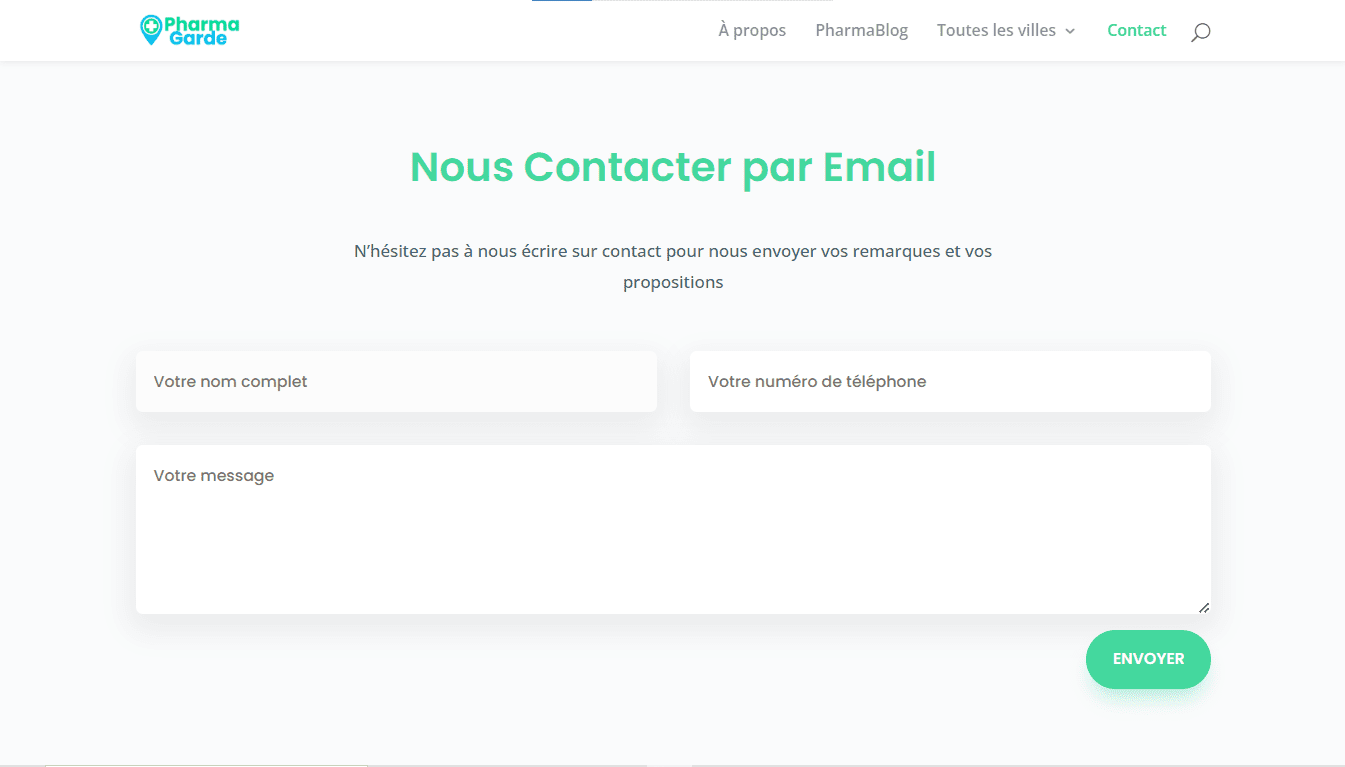 Pharma
Garde
À propos PharmaBlog Toutes les villes Contact
Nous Contacter par Email
N’hésitez pas à nous écrire sur contact pour nous envoyer vos remarques et vos
propositions
Votre nom complet Votre numéro de téléphone
Votre message
ENVOYER